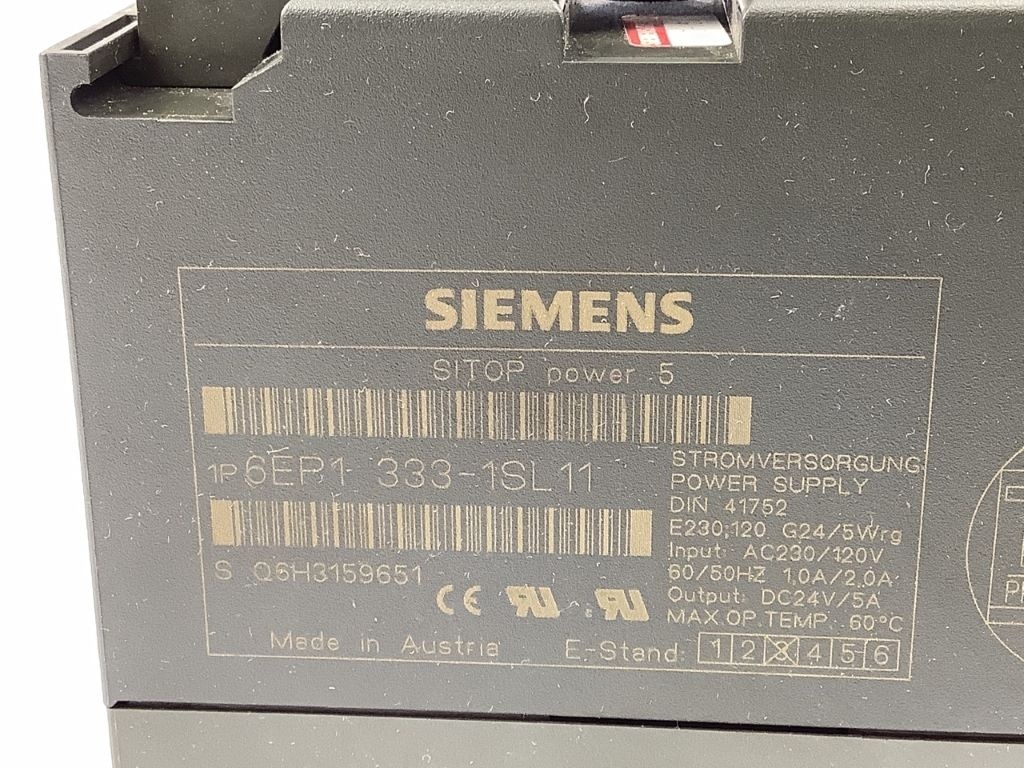 SIEMENS
SITOP power 5
1P 6EP1 333-1SL11
S Q6H3159651
STROMVERSORGUNG
POWER SUPPLY
DIN 41752
E230;120 G24/5Wrg
Input: AC230/120V
60/50HZ 1,0A/2,0A
Output: DC24V/5A
MAX.OP.TEMP. 60°C
CE
Made in Austria
E-Stand: 1 2 3 4 5 6